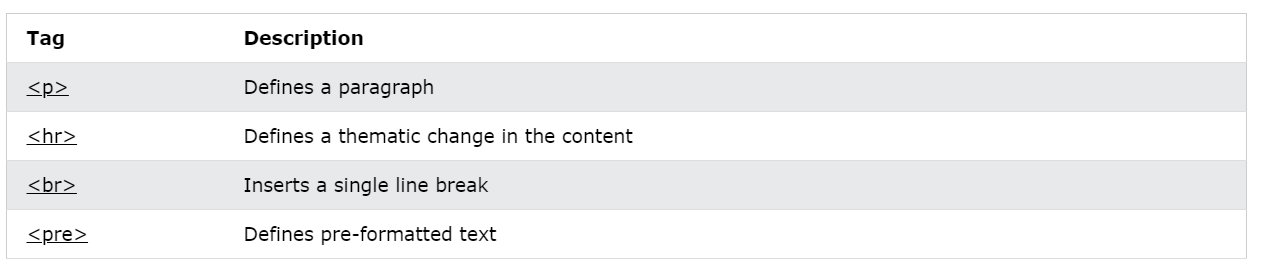 Tag Description
<p> Defines a paragraph
<hr> Defines a thematic change in the content
<br> Inserts a single line break
<pre> Defines pre-formatted text